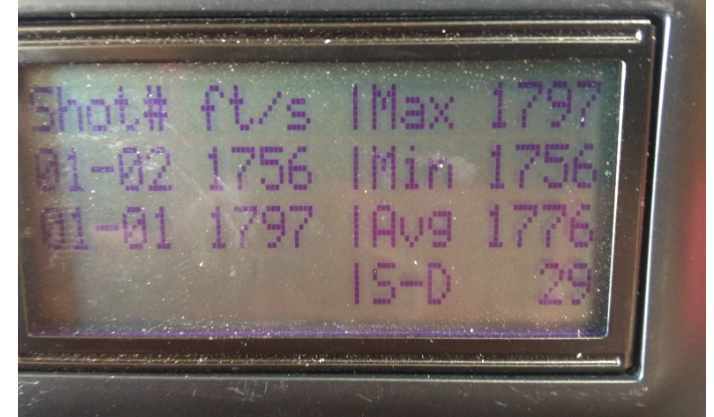 Shot# ft/s |Max 1797
01-02 1756 |Min 1756
01-01 1797 |Avg 1776
|S-D 29